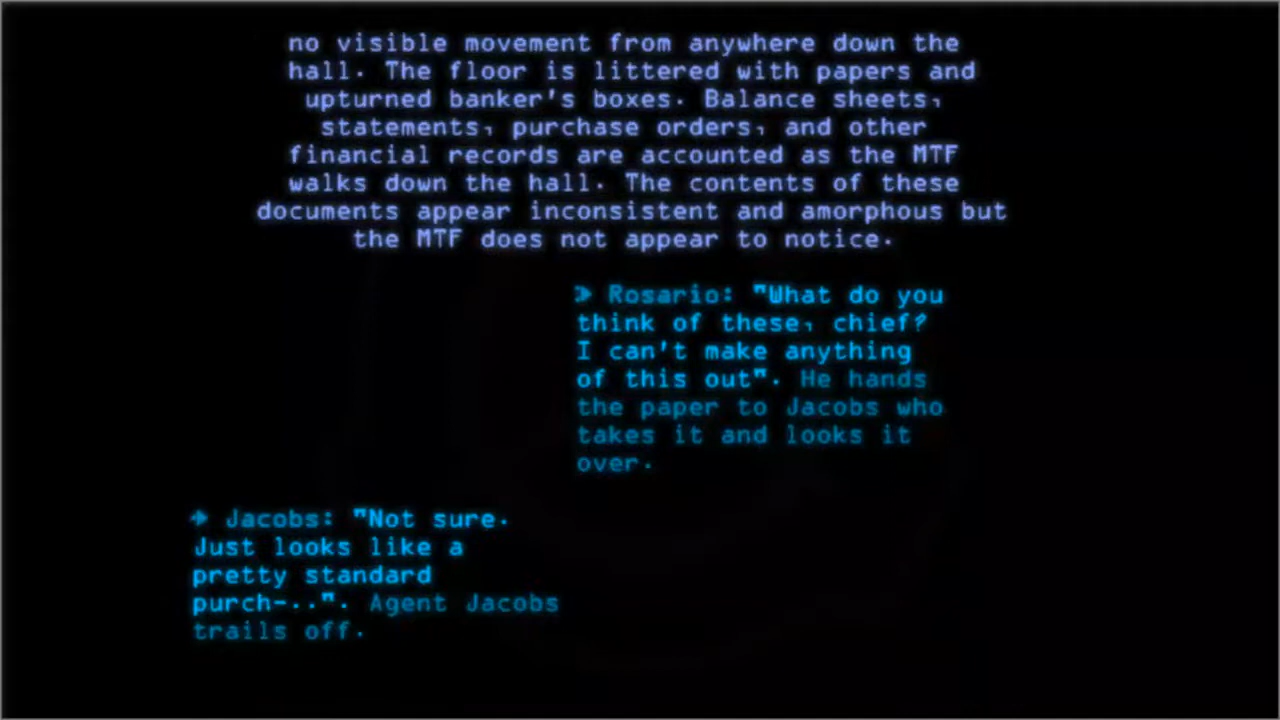 no visible movement from anywhere down the
hall. The floor is littered with papers and
upturned banker's boxes. Balance sheets,
statements, purchase orders, and other
financial records are accounted as the MTF
walks down the hall. The contents of these
documents appear inconsistent and amorphous but
the MTF does not appear to notice.
➔ Rosario: "What do you
think of these, chief?
I can't make anything
of this out". He hands
the paper to Jacobs who
takes it and looks it
over.
➔ Jacobs: "Not sure.
Just looks like a
pretty standard
purch-..". Agent Jacobs
trails off.